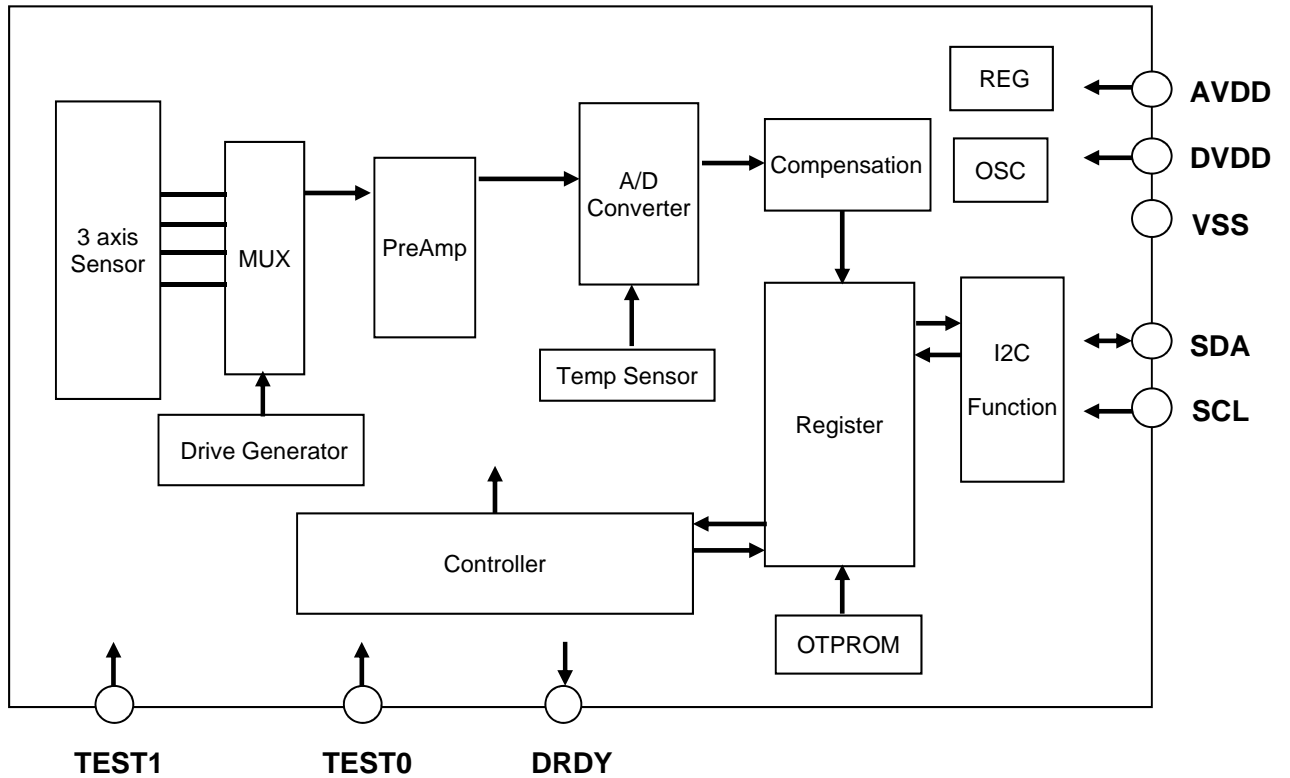 REG
AVDD
A/D
Converter
Compensation
OSC
DVDD
3 axis
Sensor
MUX
PreAmp
VSS
Temp Sensor
I2C
Function
SDA
SCL
Drive Generator
Register
Controller
OTPROM
TEST1
TEST0
DRDY